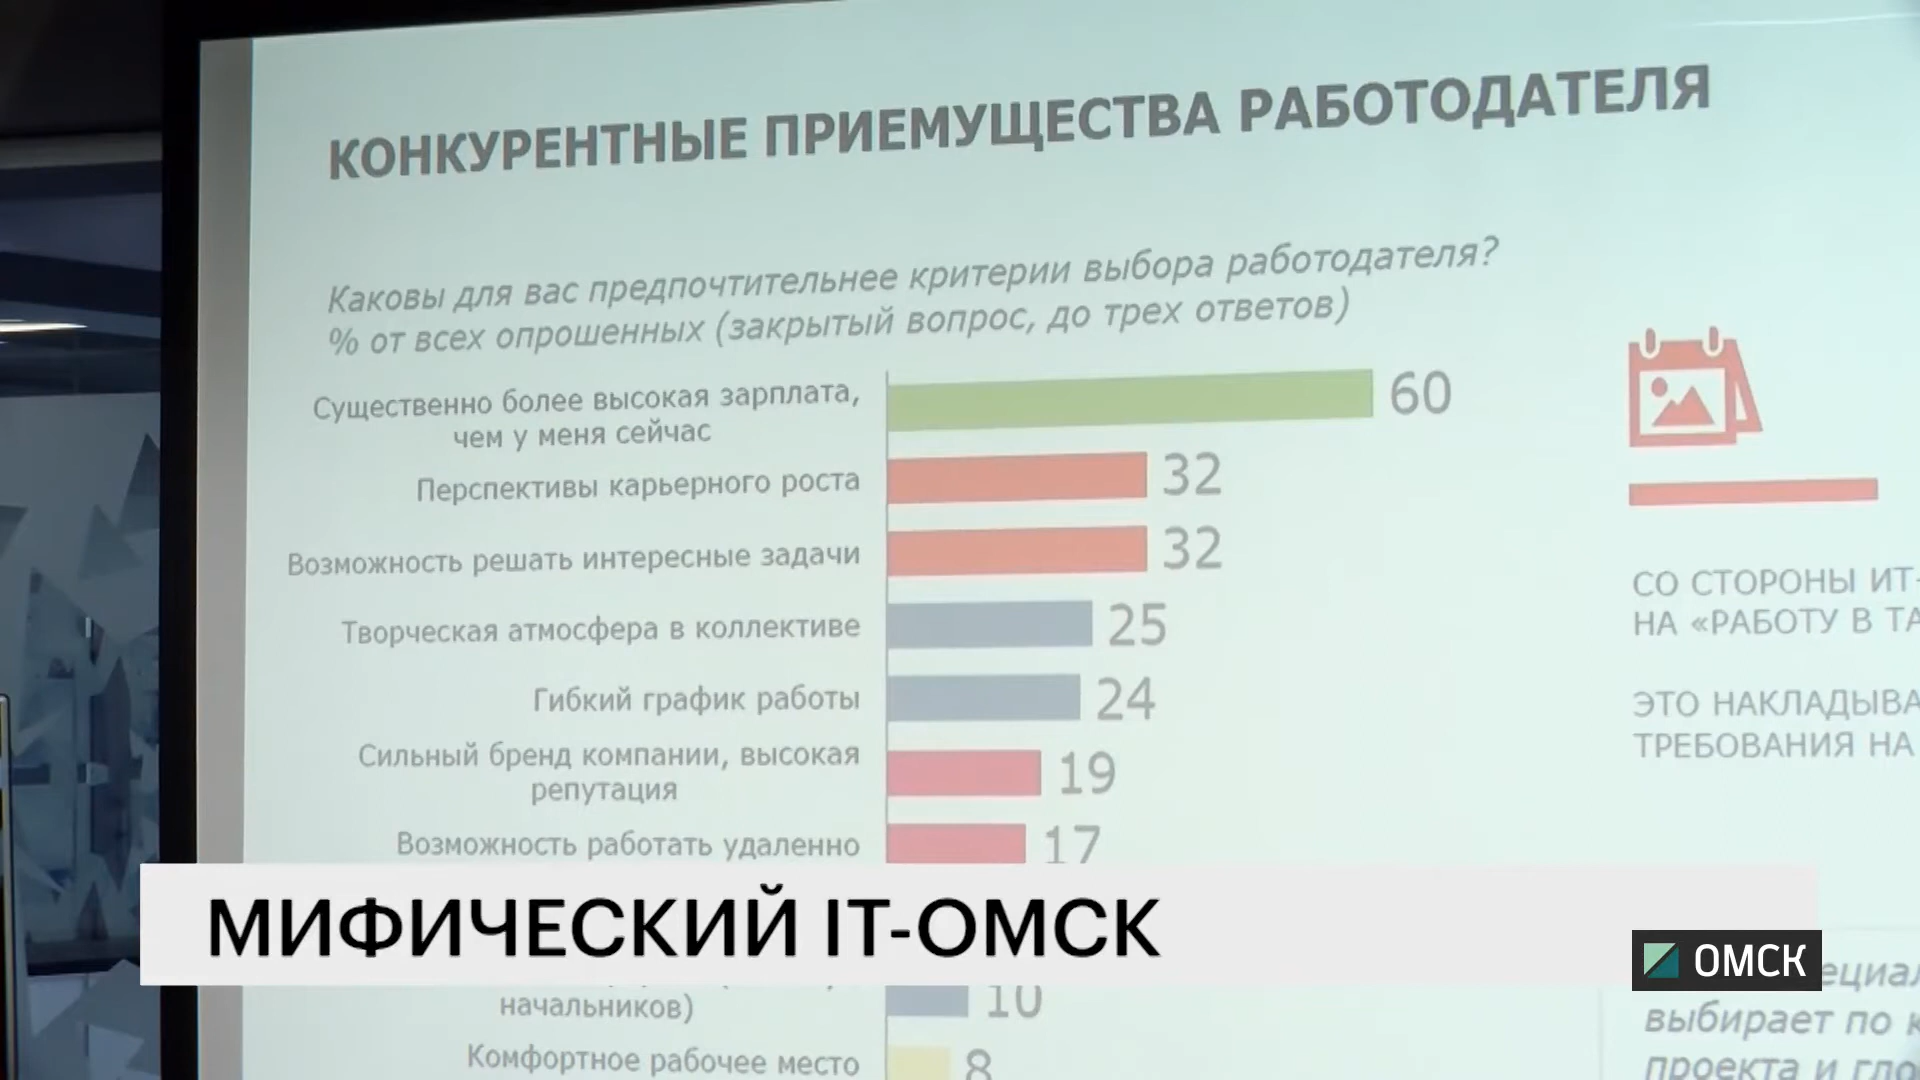 КОНКУРЕНТНЫЕ ПРИЕМУЩЕСТВА РАБОТОДАТЕЛЯ
Каковы для вас предпочтительнее критерии выбора работодателя?
% от всех опрошенных (закрытый вопрос, до трех ответов)
Существенно более высокая зарплата,
чем у меня сейчас
60
Перспективы карьерного роста
32
Возможность решать интересные задачи
32
Творческая атмосфера в коллективе
25
Гибкий график работы
24
Сильный бренд компании, высокая
репутация
19
Возможность работать удаленно
17
начальников)
10
Комфортное рабочее место
8
СО СТОРОНЫ ИТ-
НА «РАБОТУ В
ЭТО
ТРЕБОВАНИЯ НА
выбирает по
проекта и
МИФИЧЕСКИЙ IT-ОМСК
ОМСК